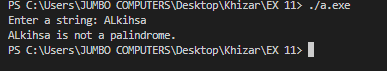 PS C:\Users\JUMBO COMPUTERS\Desktop\Khizar\EX 11> ./a.exe
Enter a string: ALkihsa
ALkihsa is not a palindrome.
PS C:\Users\JUMBO COMPUTERS\Desktop\Khizar\EX 11>